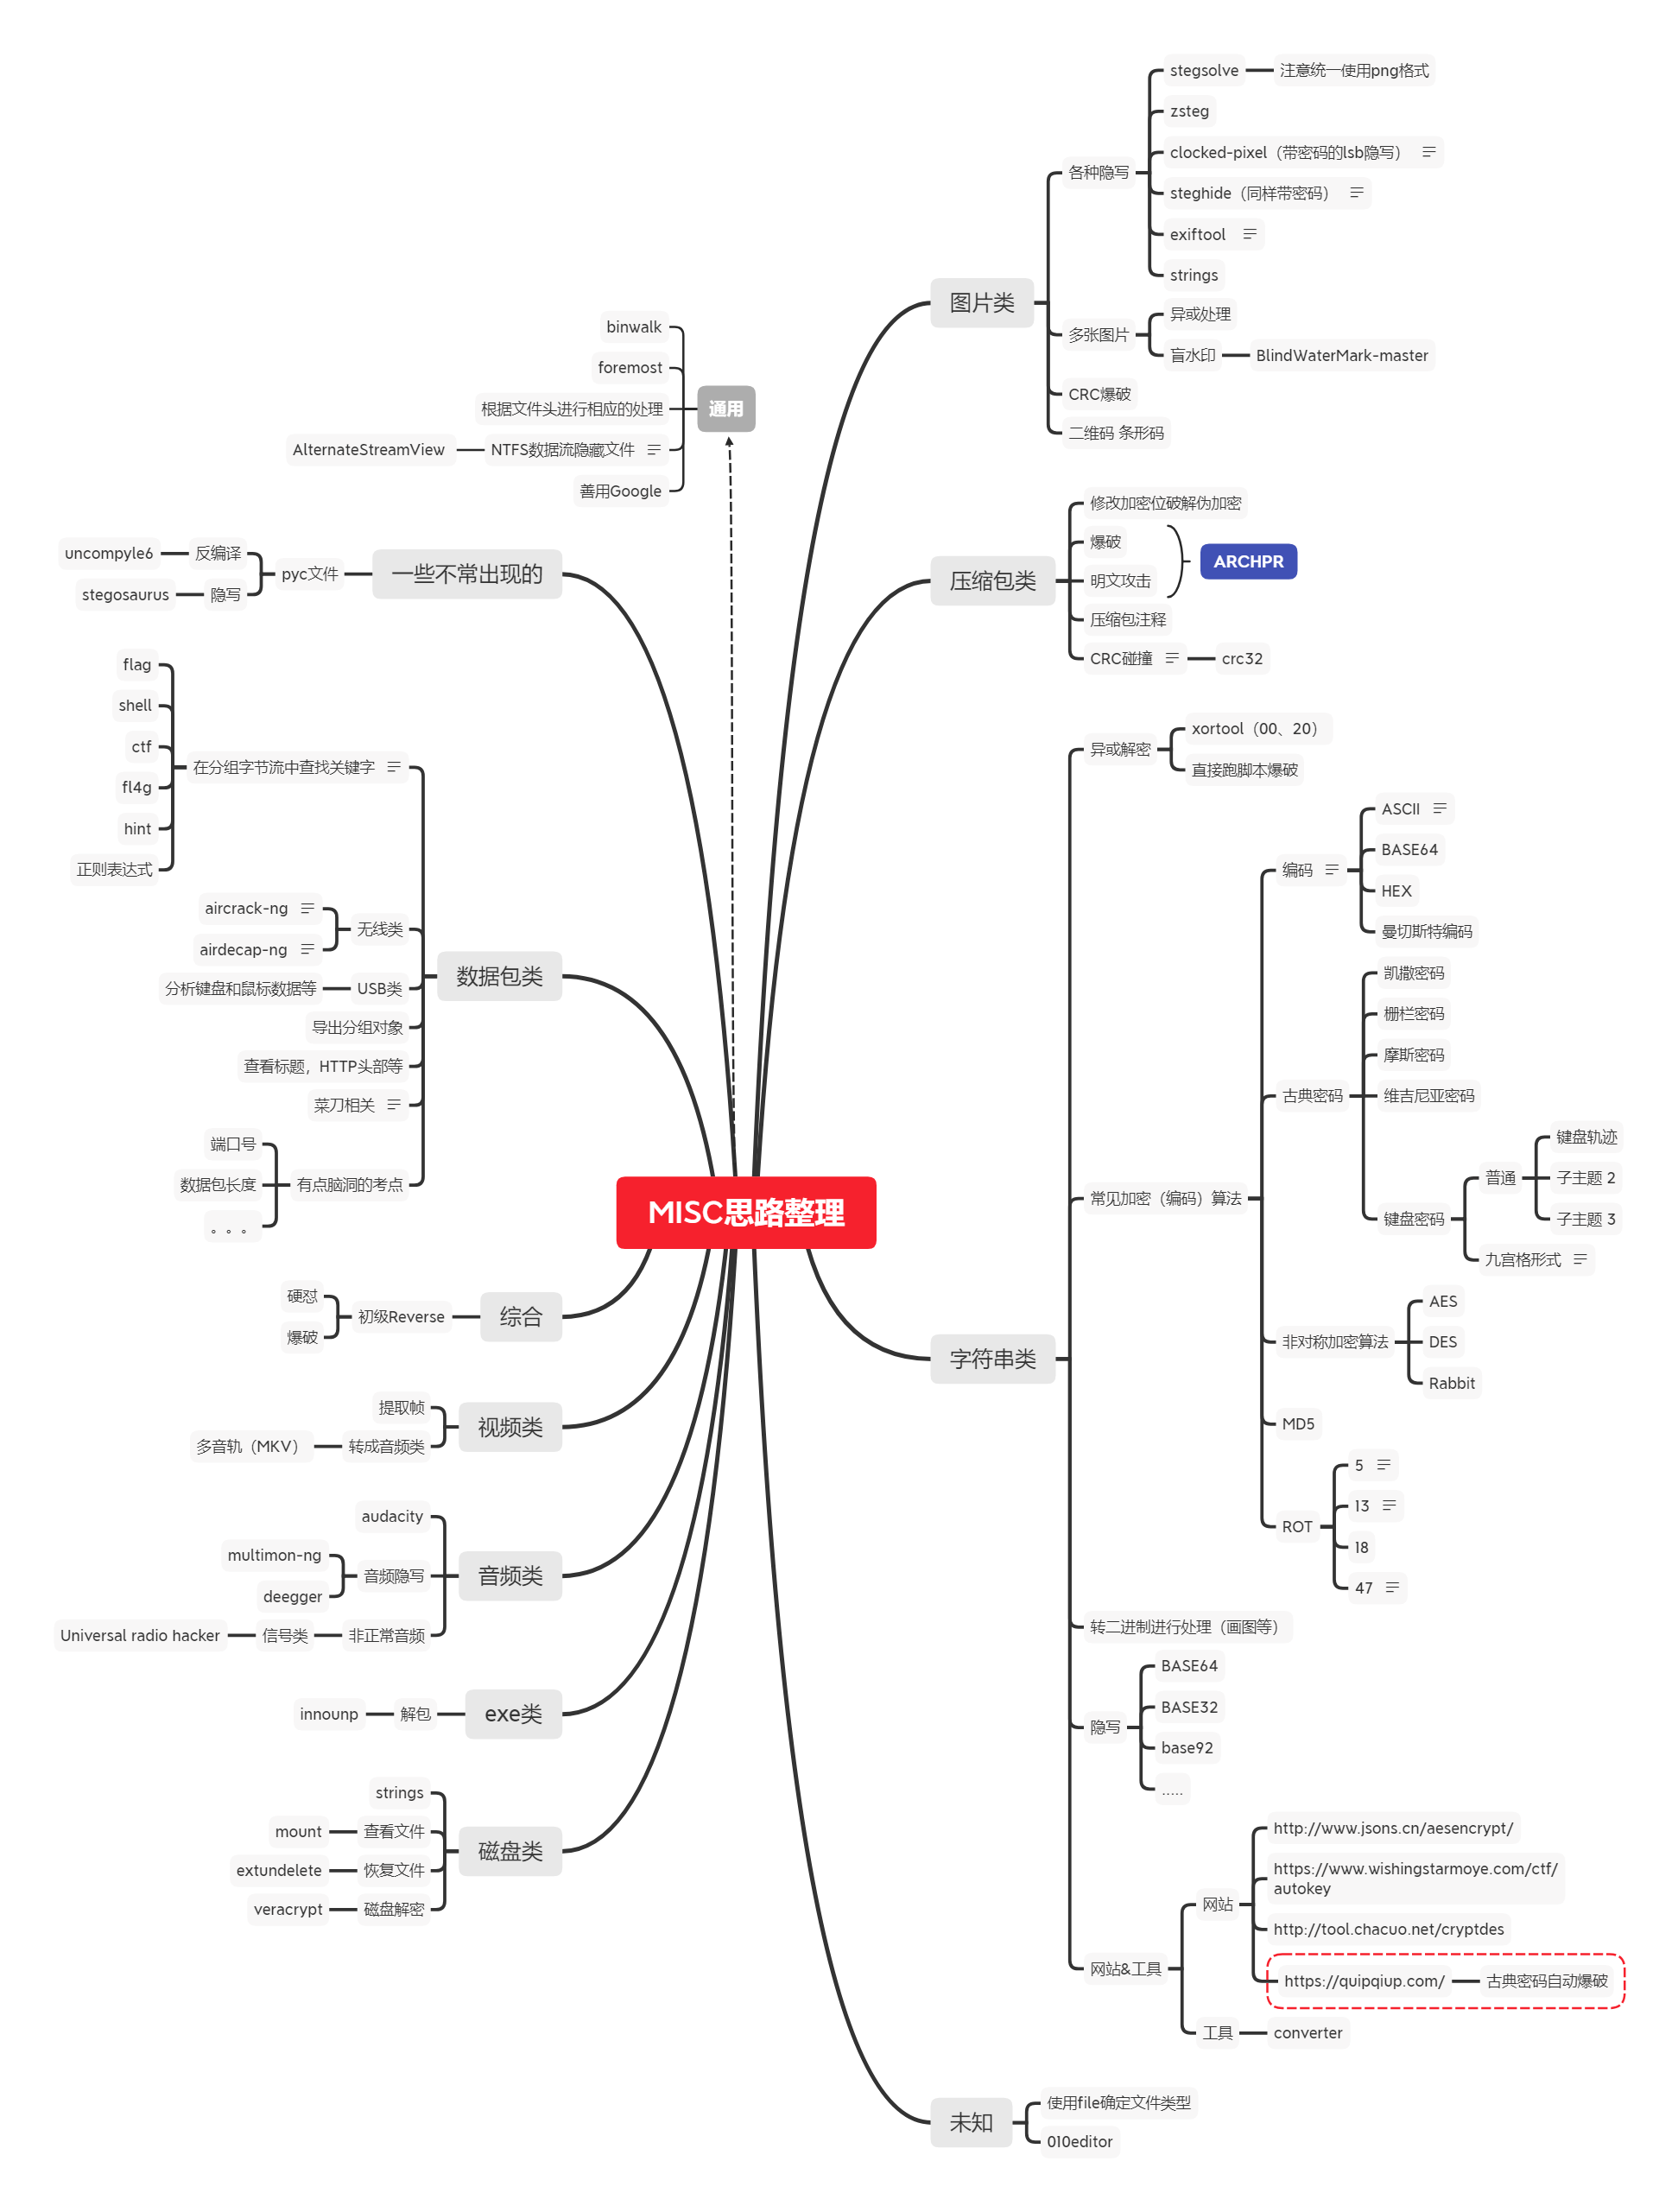 MISC思路整理
图片类
各种隐写
stegsolve
注意统一使用png格式
zsteg
clocked-pixel（带密码的lsb隐写）
steghide（同样带密码）
exiftool
strings
多张图片
异或处理
盲水印
BlindWaterMark-master
CRC爆破
二维码 条形码
压缩包类
修改加密位破解伪加密
爆破
明文攻击
ARCHPR
压缩包注释
CRC碰撞
crc32
字符串类
异或解密
xortool（00、20）
直接跑脚本爆破
常见加密（编码）算法
编码
ASCII
BASE64
HEX
曼切斯特编码
古典密码
凯撒密码
栅栏密码
摩斯密码
维吉尼亚密码
键盘密码
普通
键盘轨迹
子主题 2
子主题 3
九宫格形式
非对称加密算法
AES
DES
Rabbit
MD5
ROT
5
13
18
47
转二进制进行处理（画图等）
隐写
BASE64
BASE32
base92
.....
网站&工具
网站
http://www.jsons.cn/aesencrypt/
https://www.wishingstarmoye.com/ctf/
autokey
http://tool.chacuo.net/cryptdes
https://quipqiup.com/
古典密码自动爆破
工具
converter
未知
使用file确定文件类型
010editor
通用
binwalk
foremost
根据文件头进行相应的处理
NTFS数据流隐藏文件
AlternateStreamView
善用Google
一些不常出现的
pyc文件
反编译
uncompyle6
隐写
stegosaurus
数据包类
在分组字节流中查找关键字
flag
shell
ctf
fl4g
hint
正则表达式
无线类
aircrack-ng
airdecap-ng
USB类
分析键盘和鼠标数据等
导出分组对象
查看标题，HTTP头部等
菜刀相关
有点脑洞的考点
端口号
数据包长度
。。。
综合
初级Reverse
硬怼
爆破
视频类
提取帧
转成音频类
多音轨（MKV）
音频类
audacity
音频隐写
multimon-ng
deegger
非正常音频
信号类
Universal radio hacker
exe类
解包
innounp
磁盘类
strings
查看文件
mount
恢复文件
extundelete
磁盘解密
veracrypt